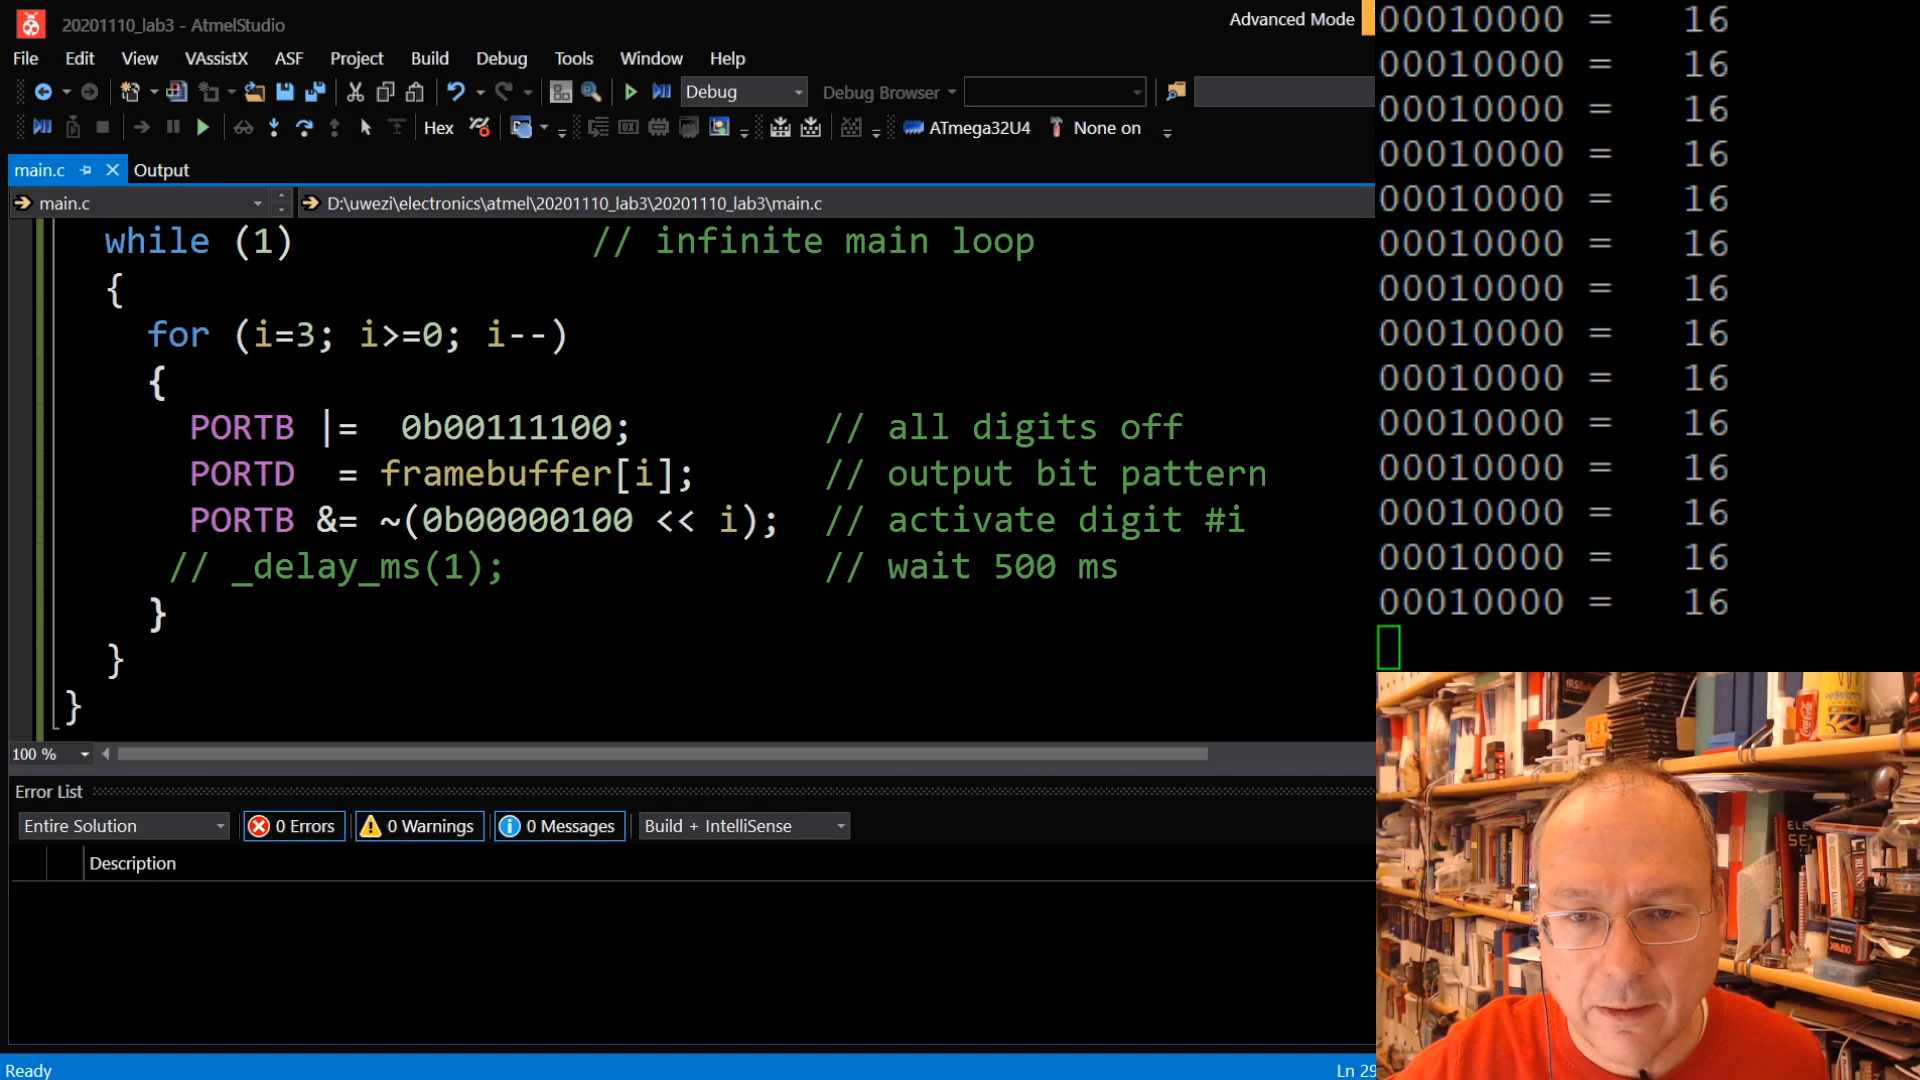 20201110_lab3 - AtmelStudio
Advanced Mode
File Edit View VAssistX ASF Project Build Debug Tools Window Help
Debug
Debug Browser
Hex
ATmega32U4
None on
main.c
Output
main.c
D:\uwezi\electronics\atmel\20201110_lab3\20201110_lab3\main.c
while (1) // infinite main loop
{
for (i=3; i>=0; i--)
{
PORTB |= 0b00111100; // all digits off
PORTD = framebuffer[i]; // output bit pattern
PORTB &= ~(0b00000100 << i); // activate digit #i
// _delay_ms(1); // wait 500 ms
}
}
}
100 %
Error List
Entire Solution
0 Errors
0 Warnings
0 Messages
Build + IntelliSense
Description
Ready
Ln 29
00010000 = 16
00010000 = 16
00010000 = 16
00010000 = 16
00010000 = 16
00010000 = 16
00010000 = 16
00010000 = 16
00010000 = 16
00010000 = 16
00010000 = 16
00010000 = 16
00010000 = 16
00010000 = 16